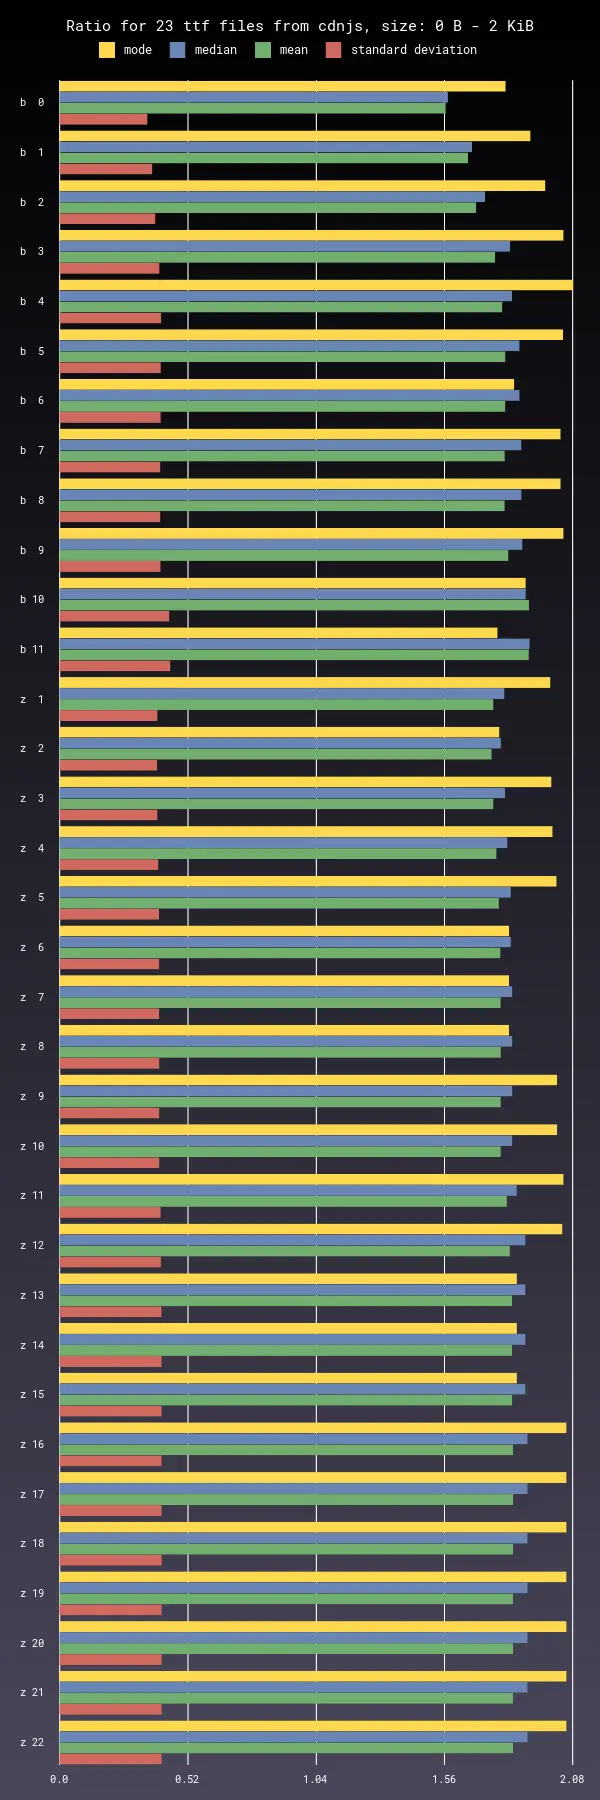 Ratio for 23 ttf files from cdnjs, size: 0 B - 2 KiB
mode median mean standard deviation
b 0
b 1
b 2
b 3
b 4
b 5
b 6
b 7
b 8
b 9
b 10
b 11
z 1
z 2
z 3
z 4
z 5
z 6
z 7
z 8
z 9
z 10
z 11
z 12
z 13
z 14
z 15
z 16
z 17
z 18
z 19
z 20
z 21
z 22
0.0 0.52 1.04 1.56 2.08